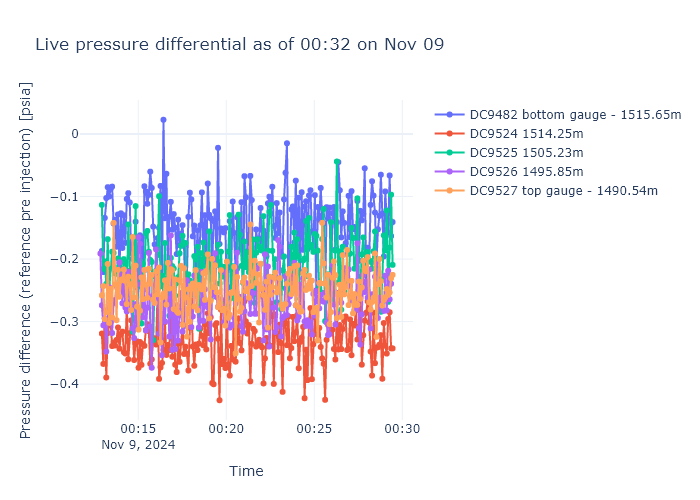 Live pressure differential as of 00:32 on Nov 09
Pressure difference (reference pre injection) [psia]
0
−0.1
−0.2
−0.3
−0.4
00:15
00:20
00:25
00:30
Nov 9, 2024
Time
DC9482 bottom gauge - 1515.65m
DC9524 1514.25m
DC9525 1505.23m
DC9526 1495.85m
DC9527 top gauge - 1490.54m